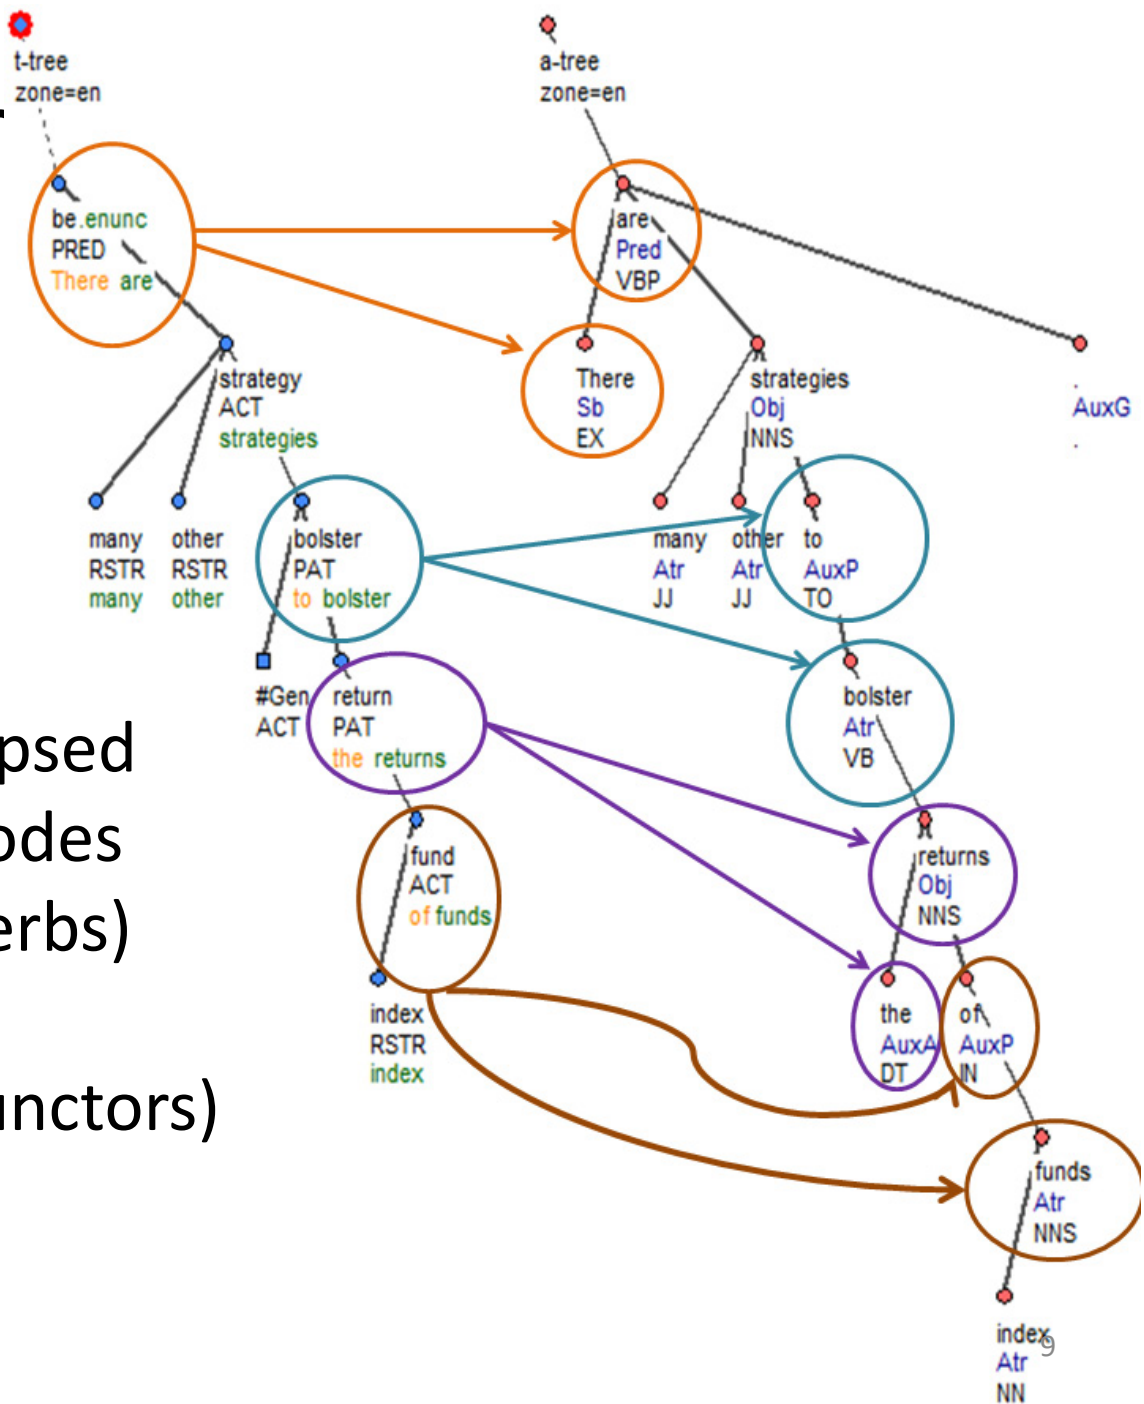 t-tree
zone=en
a-tree
zone=en
be.enunc
PRED
There are
are
Pred
VBP
strategy
ACT
strategies
There
Sb
EX
strategies
Obj
NNS
.
AuxG
.
many
RSTR
many
other
RSTR
other
bolster
PAT
to bolster
many
Atr
JJ
other
Atr
JJ
to
AuxP
TO
#Gen
ACT
return
PAT
the returns
bolster
Atr
VB
psed
odes
erbs)
fund
ACT
of funds
returns
Obj
NNS
index
RSTR
index
the
AuxA
DT
of
AuxP
IN
unctors)
funds
Atr
NNS
index
Atr
NN
9